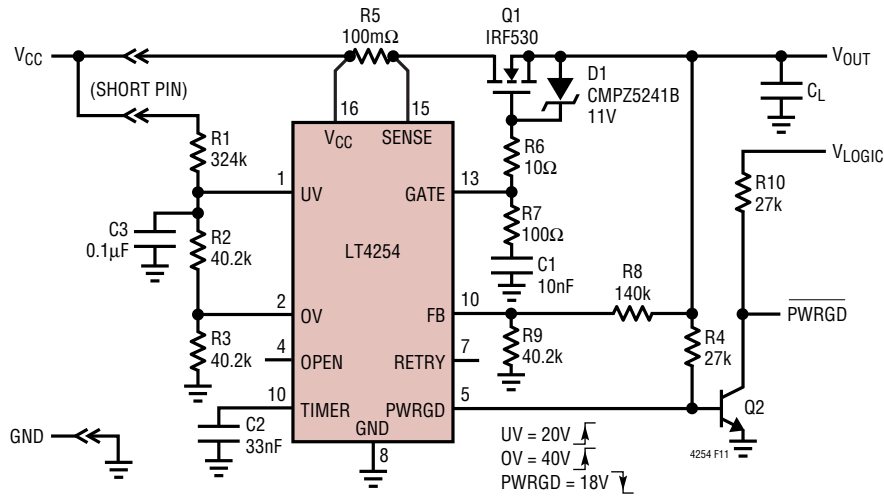 R5
100mΩ
Q1
IRF530
VCC
VOUT
D1
CMPZ5241B
11V
CL
(SHORT PIN)
16
15
VCC
SENSE
R1
324k
R6
10Ω
VLOGIC
R10
27k
1
UV
13
GATE
C3
0.1µF
R2
40.2k
LT4254
R7
100Ω
C1
10nF
R8
140k
2
OV
10
FB
PWRGD
R3
40.2k
4
OPEN
R9
40.2k
7
RETRY
R4
27k
10
TIMER
5
PWRGD
Q2
C2
33nF
GND
8
GND
UV = 20V
OV = 40V
PWRGD = 18V
4254 F11